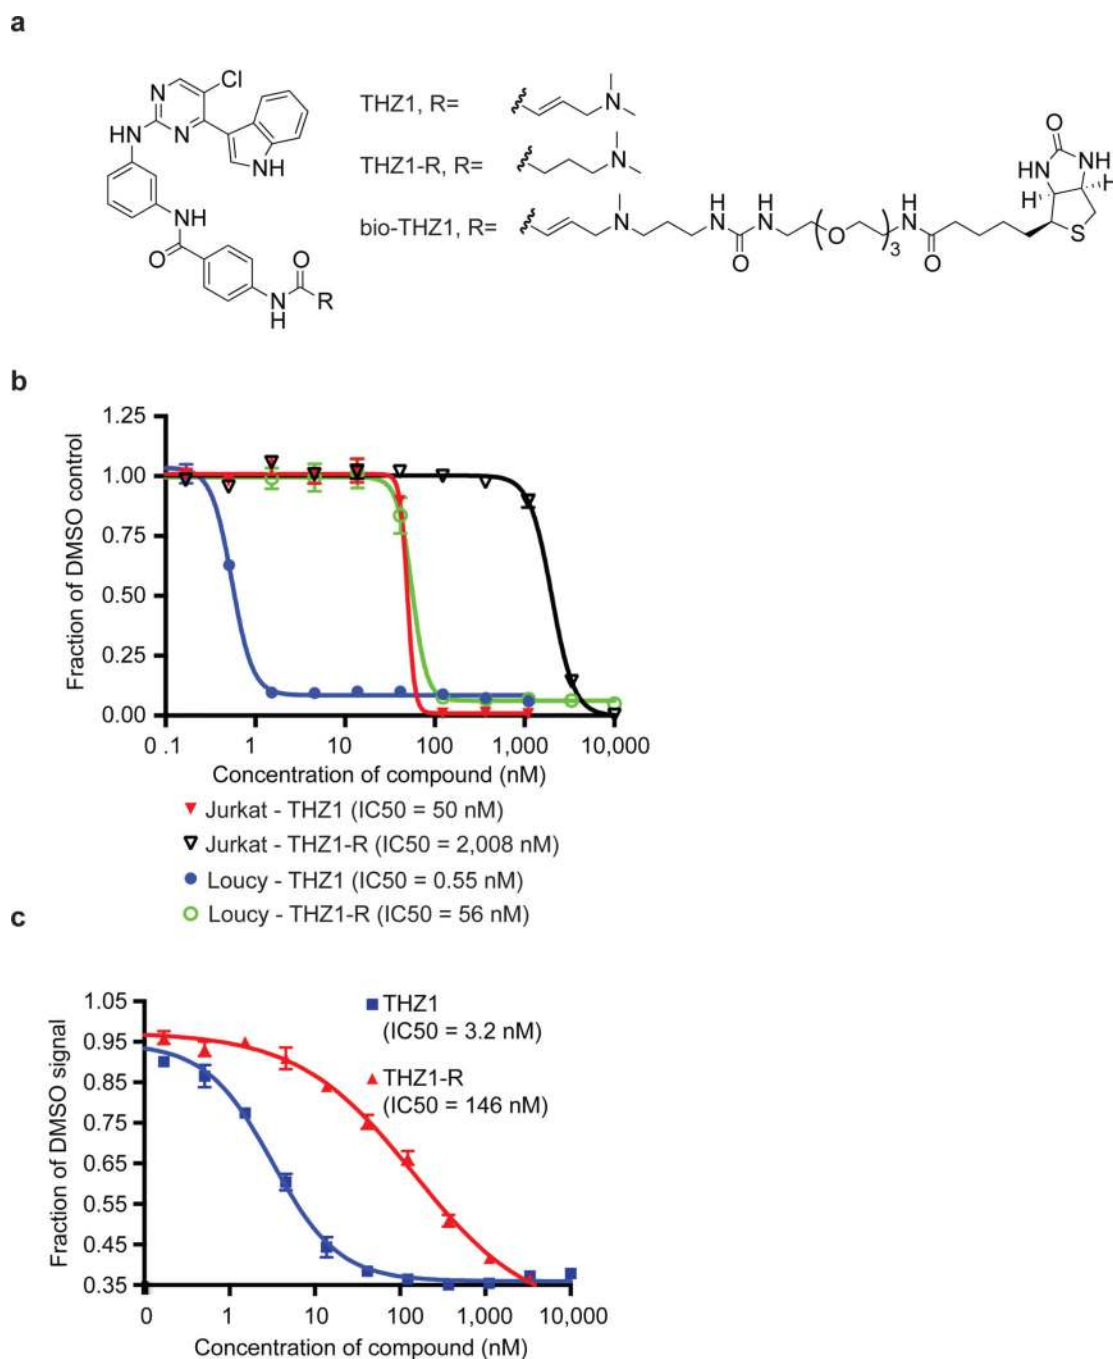 a
Cl
N
N
HN
NH
NH
O
O
N
H
R
THZ1, R=
N
THZ1-R, R=
N
bio-THZ1, R=
N
H
N
O
H
N
O
3
H
N
O
O
HN
NH
H
H
S
b
Fraction of DMSO control
1.25
1.00
0.75
0.50
0.25
0.00
0.1 1 10 100 1,000 10,000
Concentration of compound (nM)
Jurkat - THZ1 (IC50 = 50 nM)
Jurkat - THZ1-R (IC50 = 2,008 nM)
Loucy - THZ1 (IC50 = 0.55 nM)
Loucy - THZ1-R (IC50 = 56 nM)
c
Fraction of DMSO signal
1.05
0.95
0.85
0.75
0.65
0.55
0.45
0.35
THZ1
(IC50 = 3.2 nM)
THZ1-R
(IC50 = 146 nM)
0 1 10 100 1,000 10,000
Concentration of compound (nM)